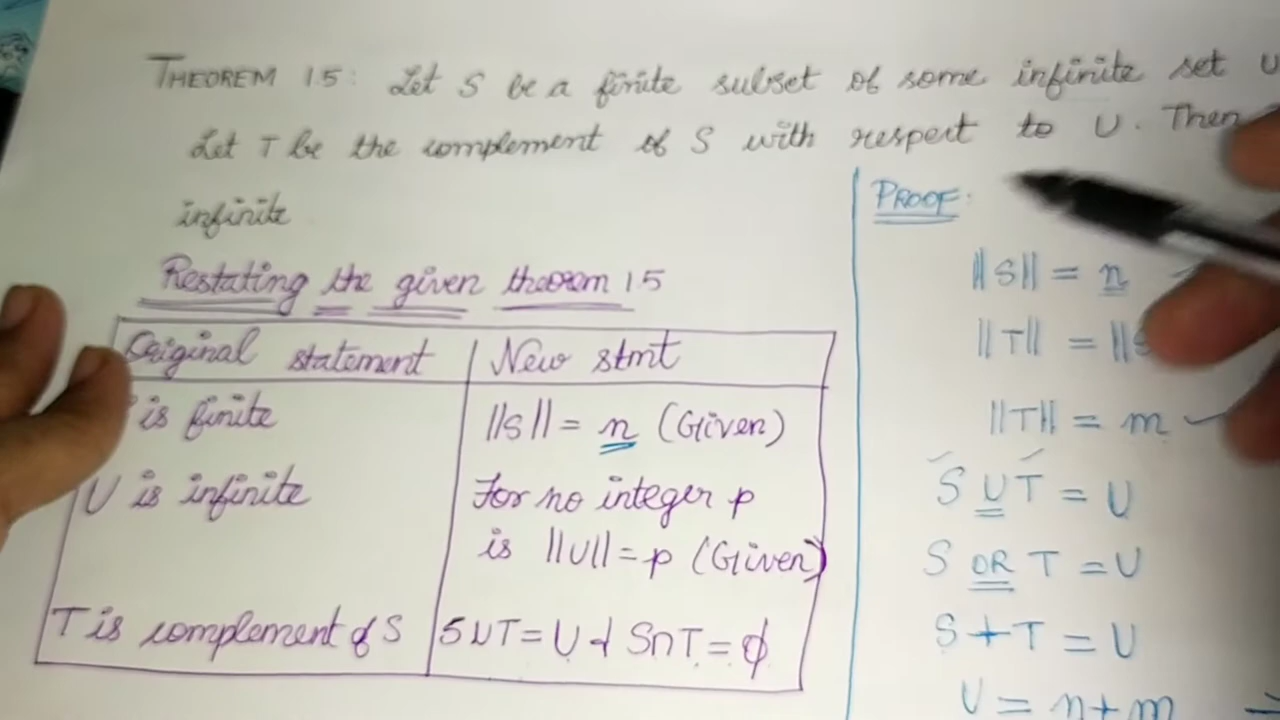 THEOREM 1.5: Let S be a finite subset of some infinite set U
Let T be the complement of S with respect to U. Then
infinite
Restating the given theorem 1.5
Original statement | New stmt
is finite | ||S|| = n (Given)
U is infinite | For no integer p
is ||U|| = p (Given)
T is complement of S | SUT = U & S∩T = ϕ
PROOF:
||S|| = n
||T|| = ||S
||T|| = m
S U T = U
S OR T = U
S + T = U
U = n+m